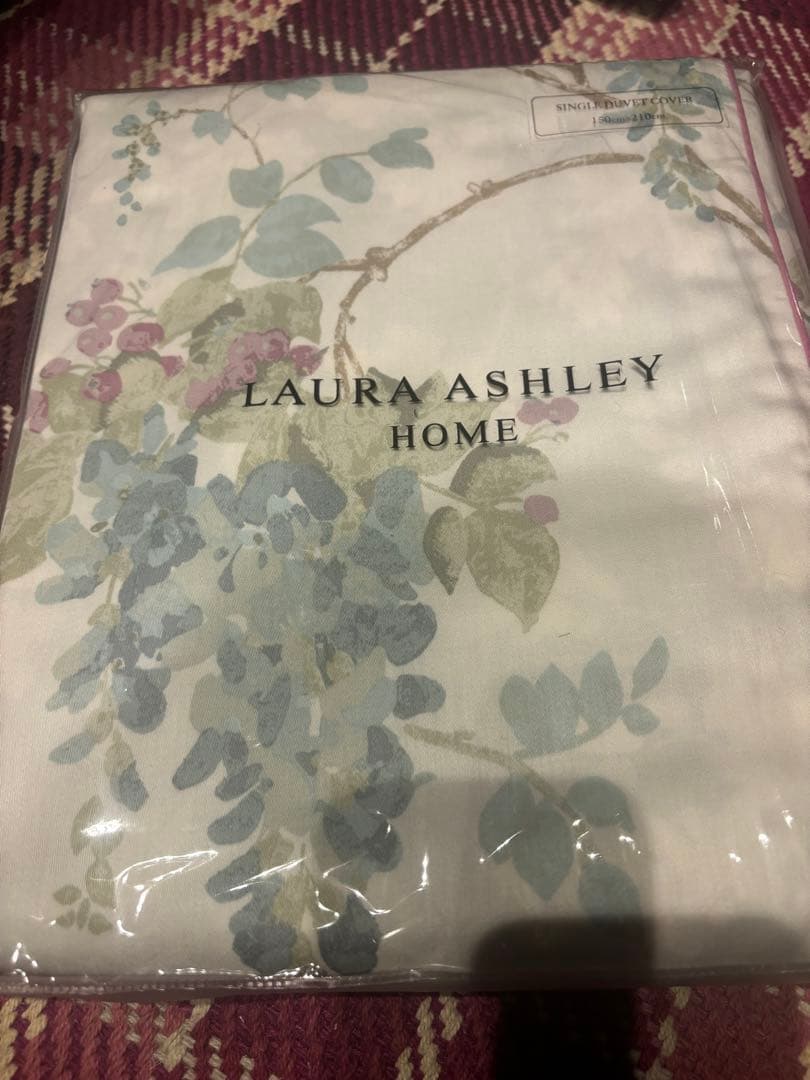 SINGLE DUVET COVER
150cm×210cm
LAURA ASHLEY
HOME